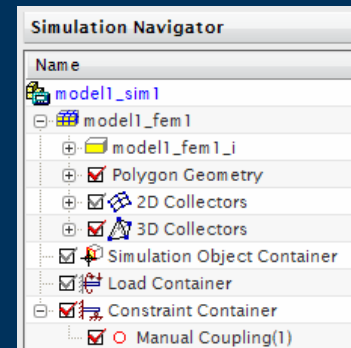 Simulation Navigator
Name
model1_sim1
model1_fem1
model1_fem1_i
Polygon Geometry
2D Collectors
3D Collectors
Simulation Object Container
Load Container
Constraint Container
Manual Coupling(1)